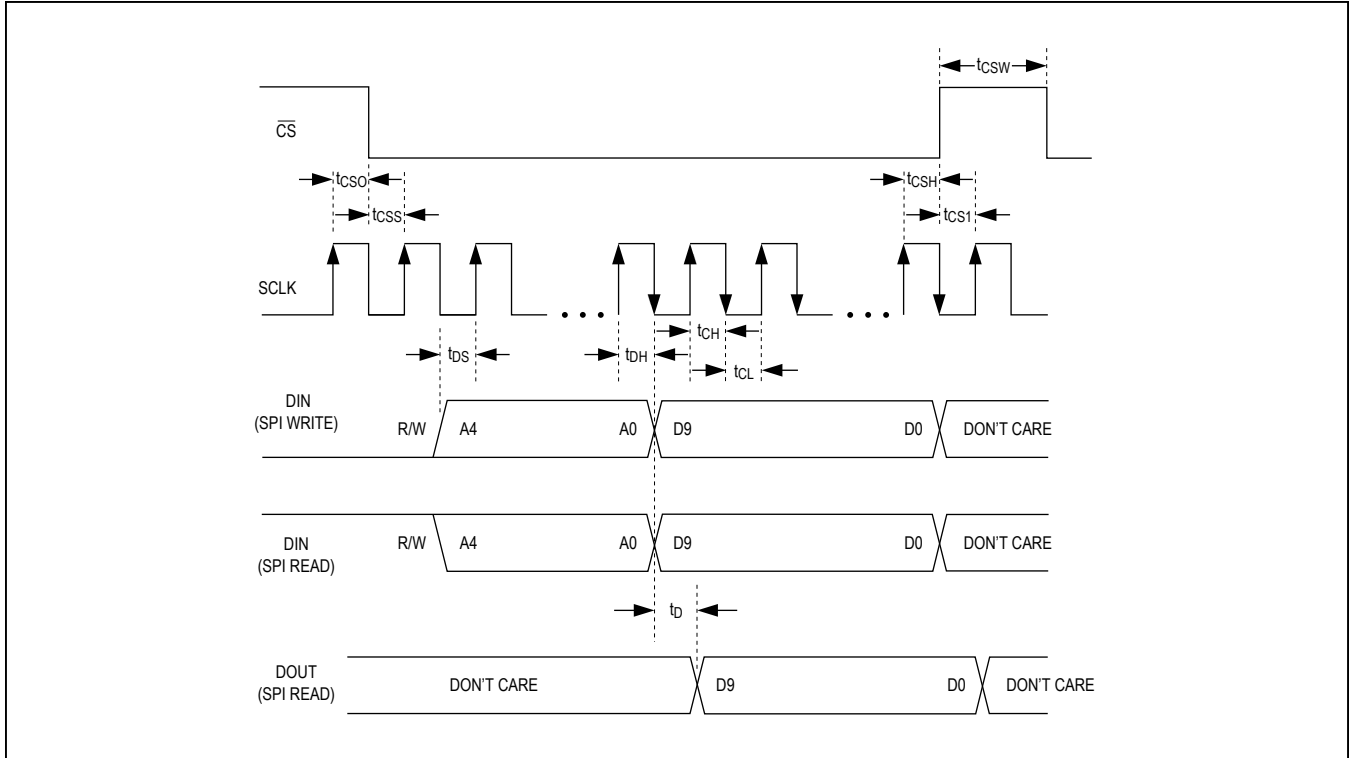 tCSW
CS
tCSO
tCSH
tCSS
tCS1
SCLK
tCH
tDS
tDH
tCL
DIN
(SPI WRITE)
R/W A4 A0 D9 D0 DON'T CARE
DIN
(SPI READ)
R/W A4 A0 D9 D0 DON'T CARE
tD
DOUT
(SPI READ)
DON'T CARE D9 D0 DON'T CARE